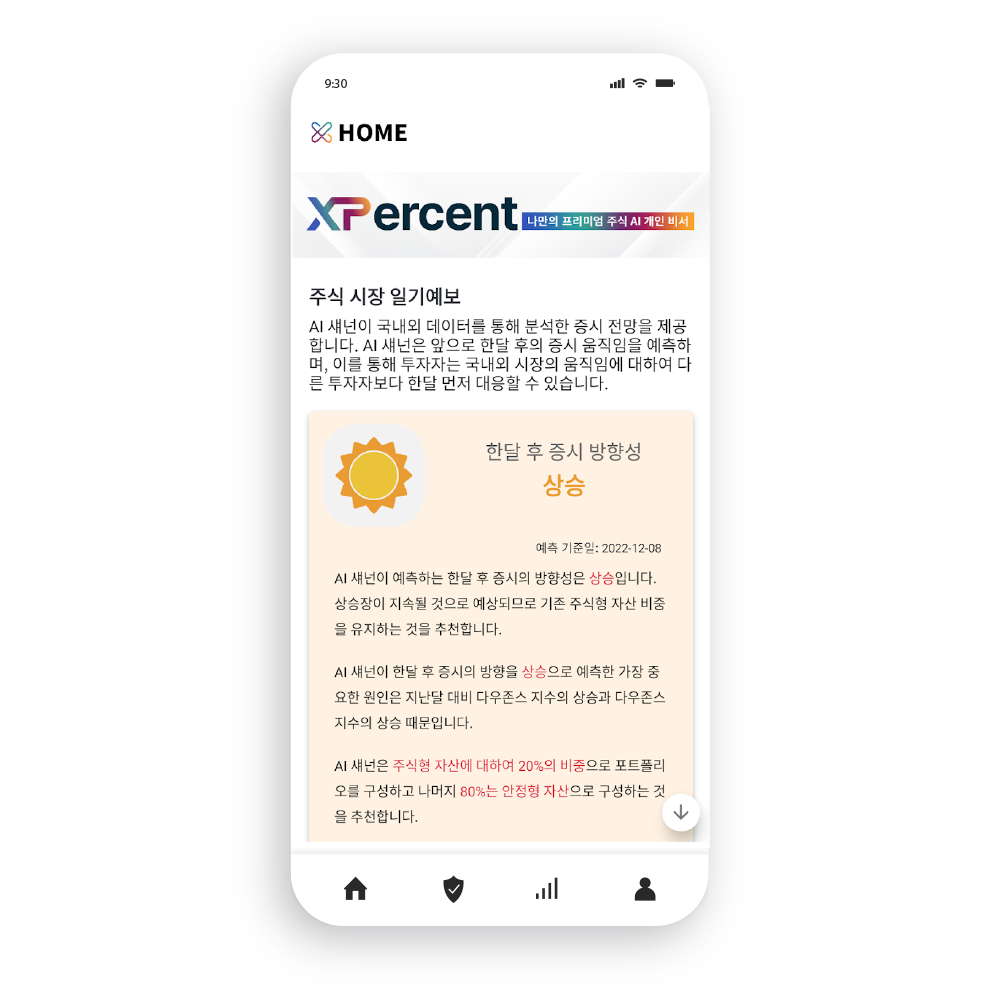 9:30
HOME
XPercent 나만의 프리미엄 주식 AI 개인 비서
주식 시장 일기예보
AI 섀넌이 국내외 데이터를 통해 분석한 증시 전망을 제공
합니다. AI 섀넌은 앞으로 한달 후의 증시 움직임을 예측하
며, 이를 통해 투자자는 국내외 시장의 움직임에 대하여 다
른 투자자보다 한달 먼저 대응할 수 있습니다.
한달 후 증시 방향성
상승
예측 기준일: 2022-12-08
AI 섀넌이 예측하는 한달 후 증시의 방향성은 상승입니다.
상승장이 지속될 것으로 예상되므로 기존 주식형 자산 비중
을 유지하는 것을 추천합니다.
AI 섀넌이 한달 후 증시의 방향을 상승으로 예측한 가장 중
요한 원인은 지난달 대비 다우존스 지수의 상승과 다우존스
지수의 상승 때문입니다.
AI 섀넌은 주식형 자산에 대하여 20%의 비중으로 포트폴리
오를 구성하고 나머지 80%는 안정형 자산으로 구성하는 것
을 추천합니다.